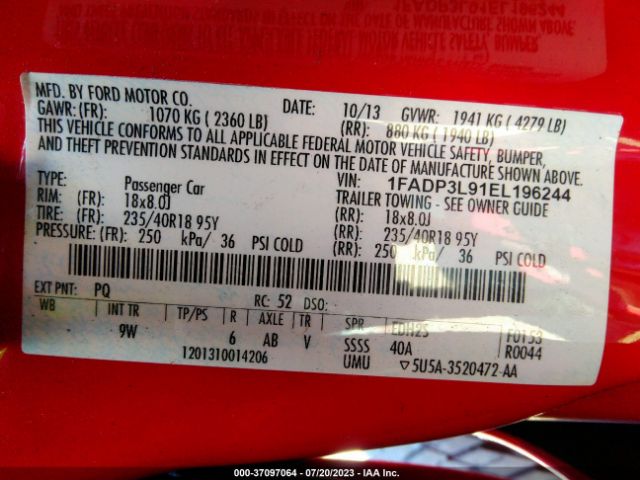 1FADP3L91EL196244
MFD. BY FORD MOTOR CO.
DATE: 10/13 GVWR: 1941 KG ( 4279 LB)
GAWR: (FR): 1070 KG ( 2360 LB) (RR): 880 KG ( 1940 LB)
THIS VEHICLE CONFORMS TO ALL APPLICABLE FEDERAL MOTOR VEHICLE SAFETY, BUMPER,
AND THEFT PREVENTION STANDARDS IN EFFECT ON THE DATE OF MANUFACTURE SHOWN ABOVE.
VIN: 1FADP3L91EL196244
TYPE: Passenger Car TRAILER TOWING - SEE OWNER GUIDE
RIM: (FR): 18x8.0J (RR): 18x8.0J
TIRE: (FR): 235/40R18 95Y (RR): 235/40R18 95Y
PRESSURE: (FR): 250 kPa/ 36 PSI COLD (RR): 250 kPa/ 36 PSI COLD
EXT PNT: PQ RC: 52 DSO:
WB INT TR TP/PS R AXLE TR SPR EDH2S F0153
9W 6 AB V SSSS 40A R0044
1201310014206 UMU ▽5U5A-3520472-AA
000-37097064 / 07/20/2023 / IAA Inc.